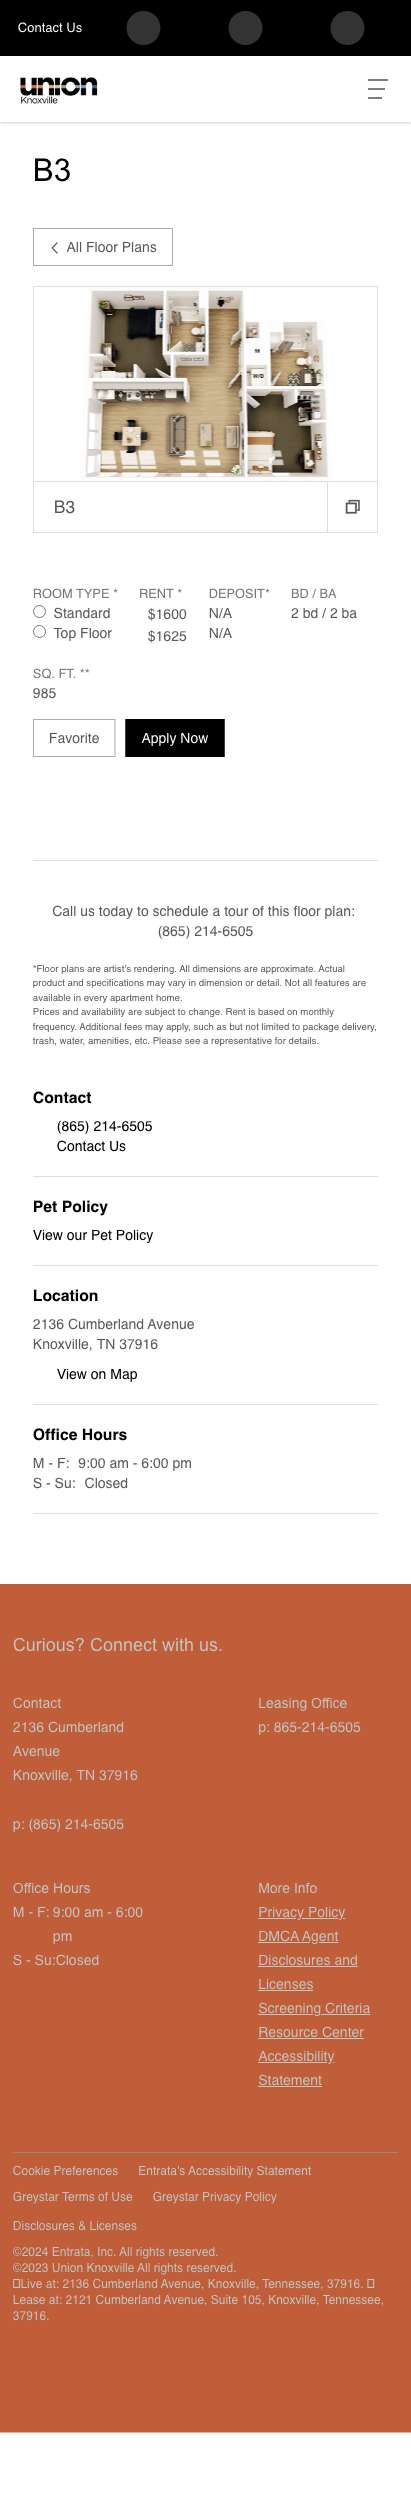 Contact Us
union
Knoxville
B3
All Floor Plans
B3
ROOM TYPE * RENT * DEPOSIT* BD / BA
Standard $1600 N/A 2 bd / 2 ba
Top Floor $1625 N/A
SQ. FT. **
985
Favorite Apply Now
Call us today to schedule a tour of this floor plan:
(865) 214-6505
*Floor plans are artist's rendering. All dimensions are approximate. Actual
product and specifications may vary in dimension or detail. Not all features are
available in every apartment home.
Prices and availability are subject to change. Rent is based on monthly
frequency. Additional fees may apply, such as but not limited to package delivery,
trash, water, amenities, etc. Please see a representative for details.
Contact
(865) 214-6505
Contact Us
Pet Policy
View our Pet Policy
Location
2136 Cumberland Avenue
Knoxville, TN 37916
View on Map
Office Hours
M - F: 9:00 am - 6:00 pm
S - Su: Closed
Curious? Connect with us.
Contact
2136 Cumberland
Avenue
Knoxville, TN 37916
p: (865) 214-6505
Leasing Office
p: 865-214-6505
Office Hours
M - F: 9:00 am - 6:00
pm
S - Su:Closed
More Info
Privacy Policy
DMCA Agent
Disclosures and
Licenses
Screening Criteria
Resource Center
Accessibility
Statement
Cookie Preferences Entrata's Accessibility Statement
Greystar Terms of Use Greystar Privacy Policy
Disclosures & Licenses
©2024 Entrata, Inc. All rights reserved.
©2023 Union Knoxville All rights reserved.
Live at: 2136 Cumberland Avenue, Knoxville, Tennessee, 37916.
Lease at: 2121 Cumberland Avenue, Suite 105, Knoxville, Tennessee,
37916.